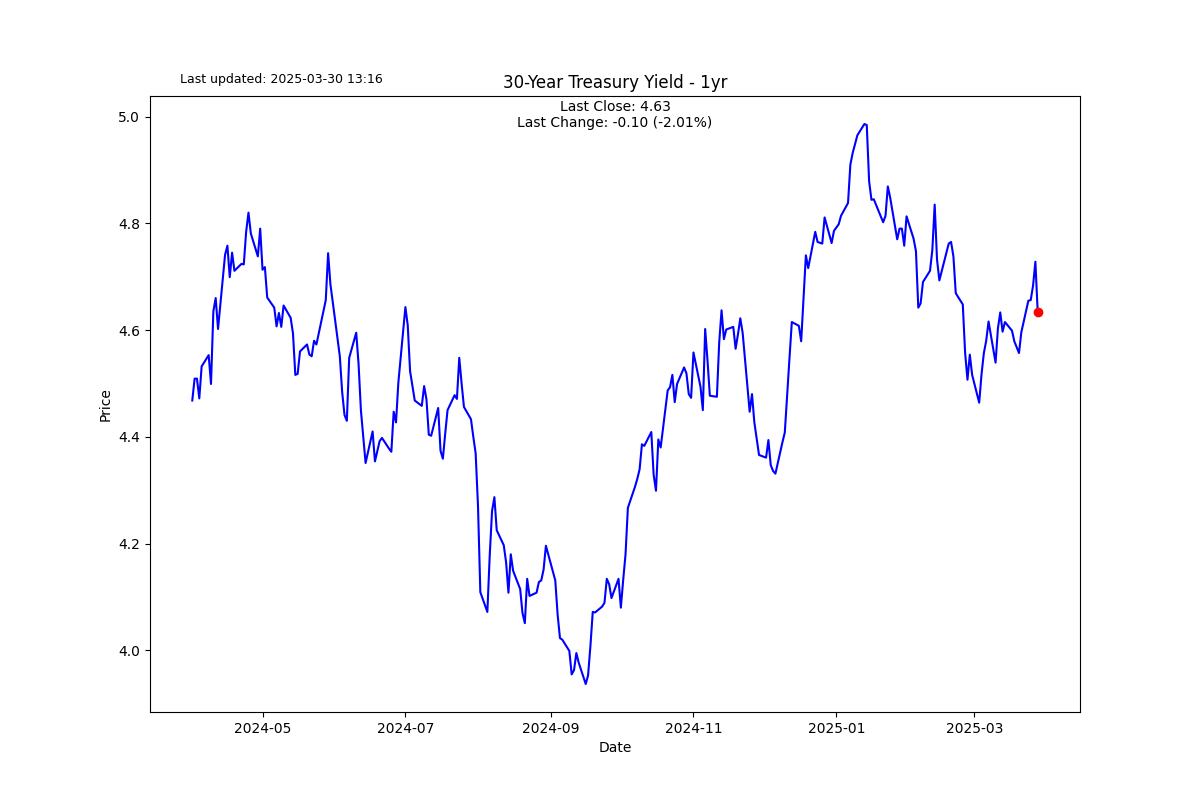 Last updated: 2025-03-30 13:16
30-Year Treasury Yield - 1yr
Last Close: 4.63
Last Change: -0.10 (-2.01%)
Price
5.0
4.8
4.6
4.4
4.2
4.0
2024-05
2024-07
2024-09
2024-11
2025-01
2025-03
Date